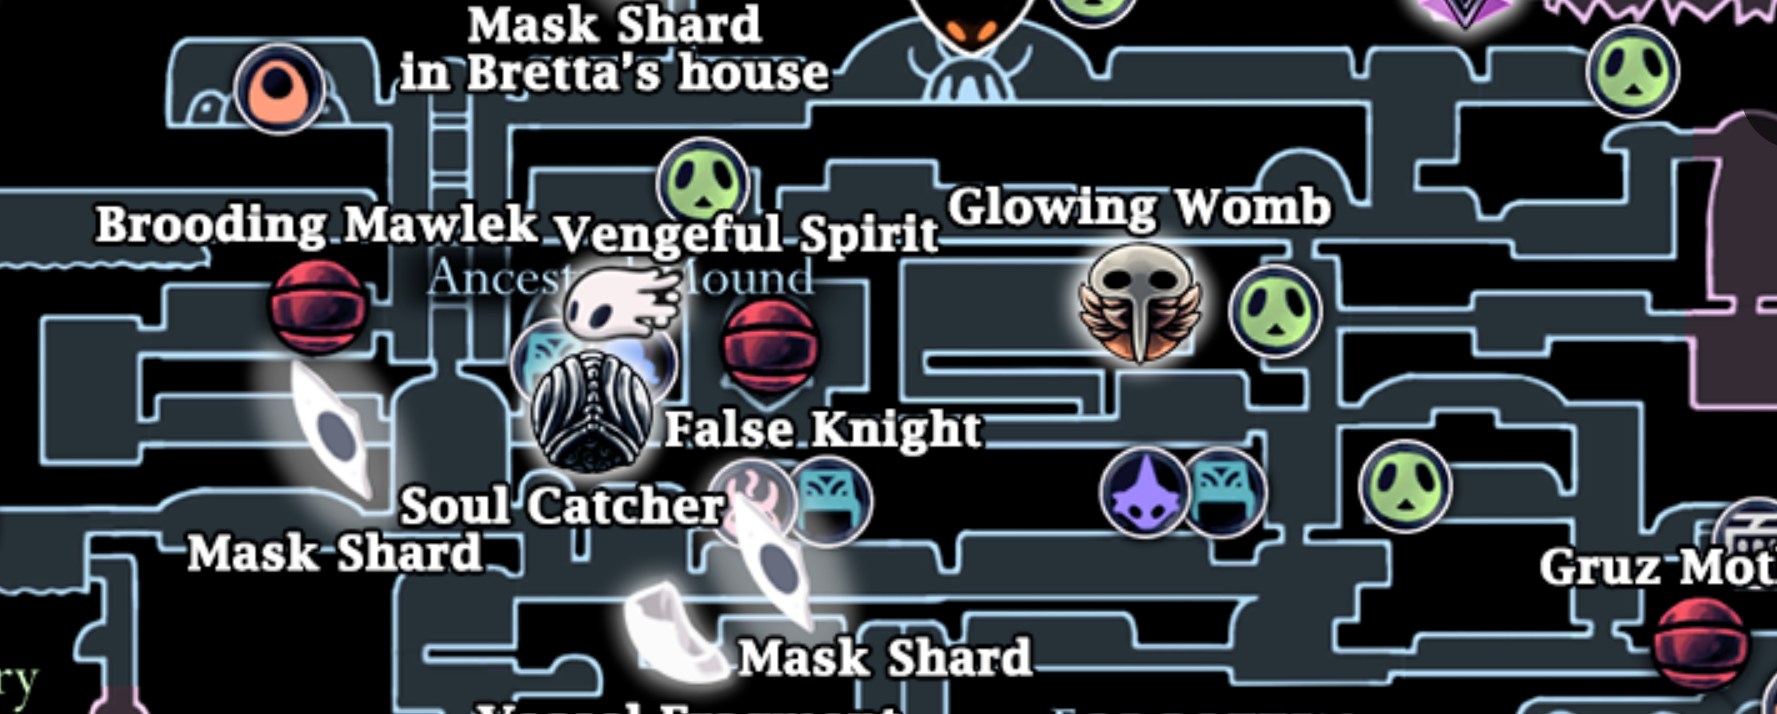 Mask Shard
in Bretta's house
Brooding Mawlek
Vengeful Spirit
Glowing Womb
False Knight
Soul Catcher
Mask Shard
Gruz
Mask Shard